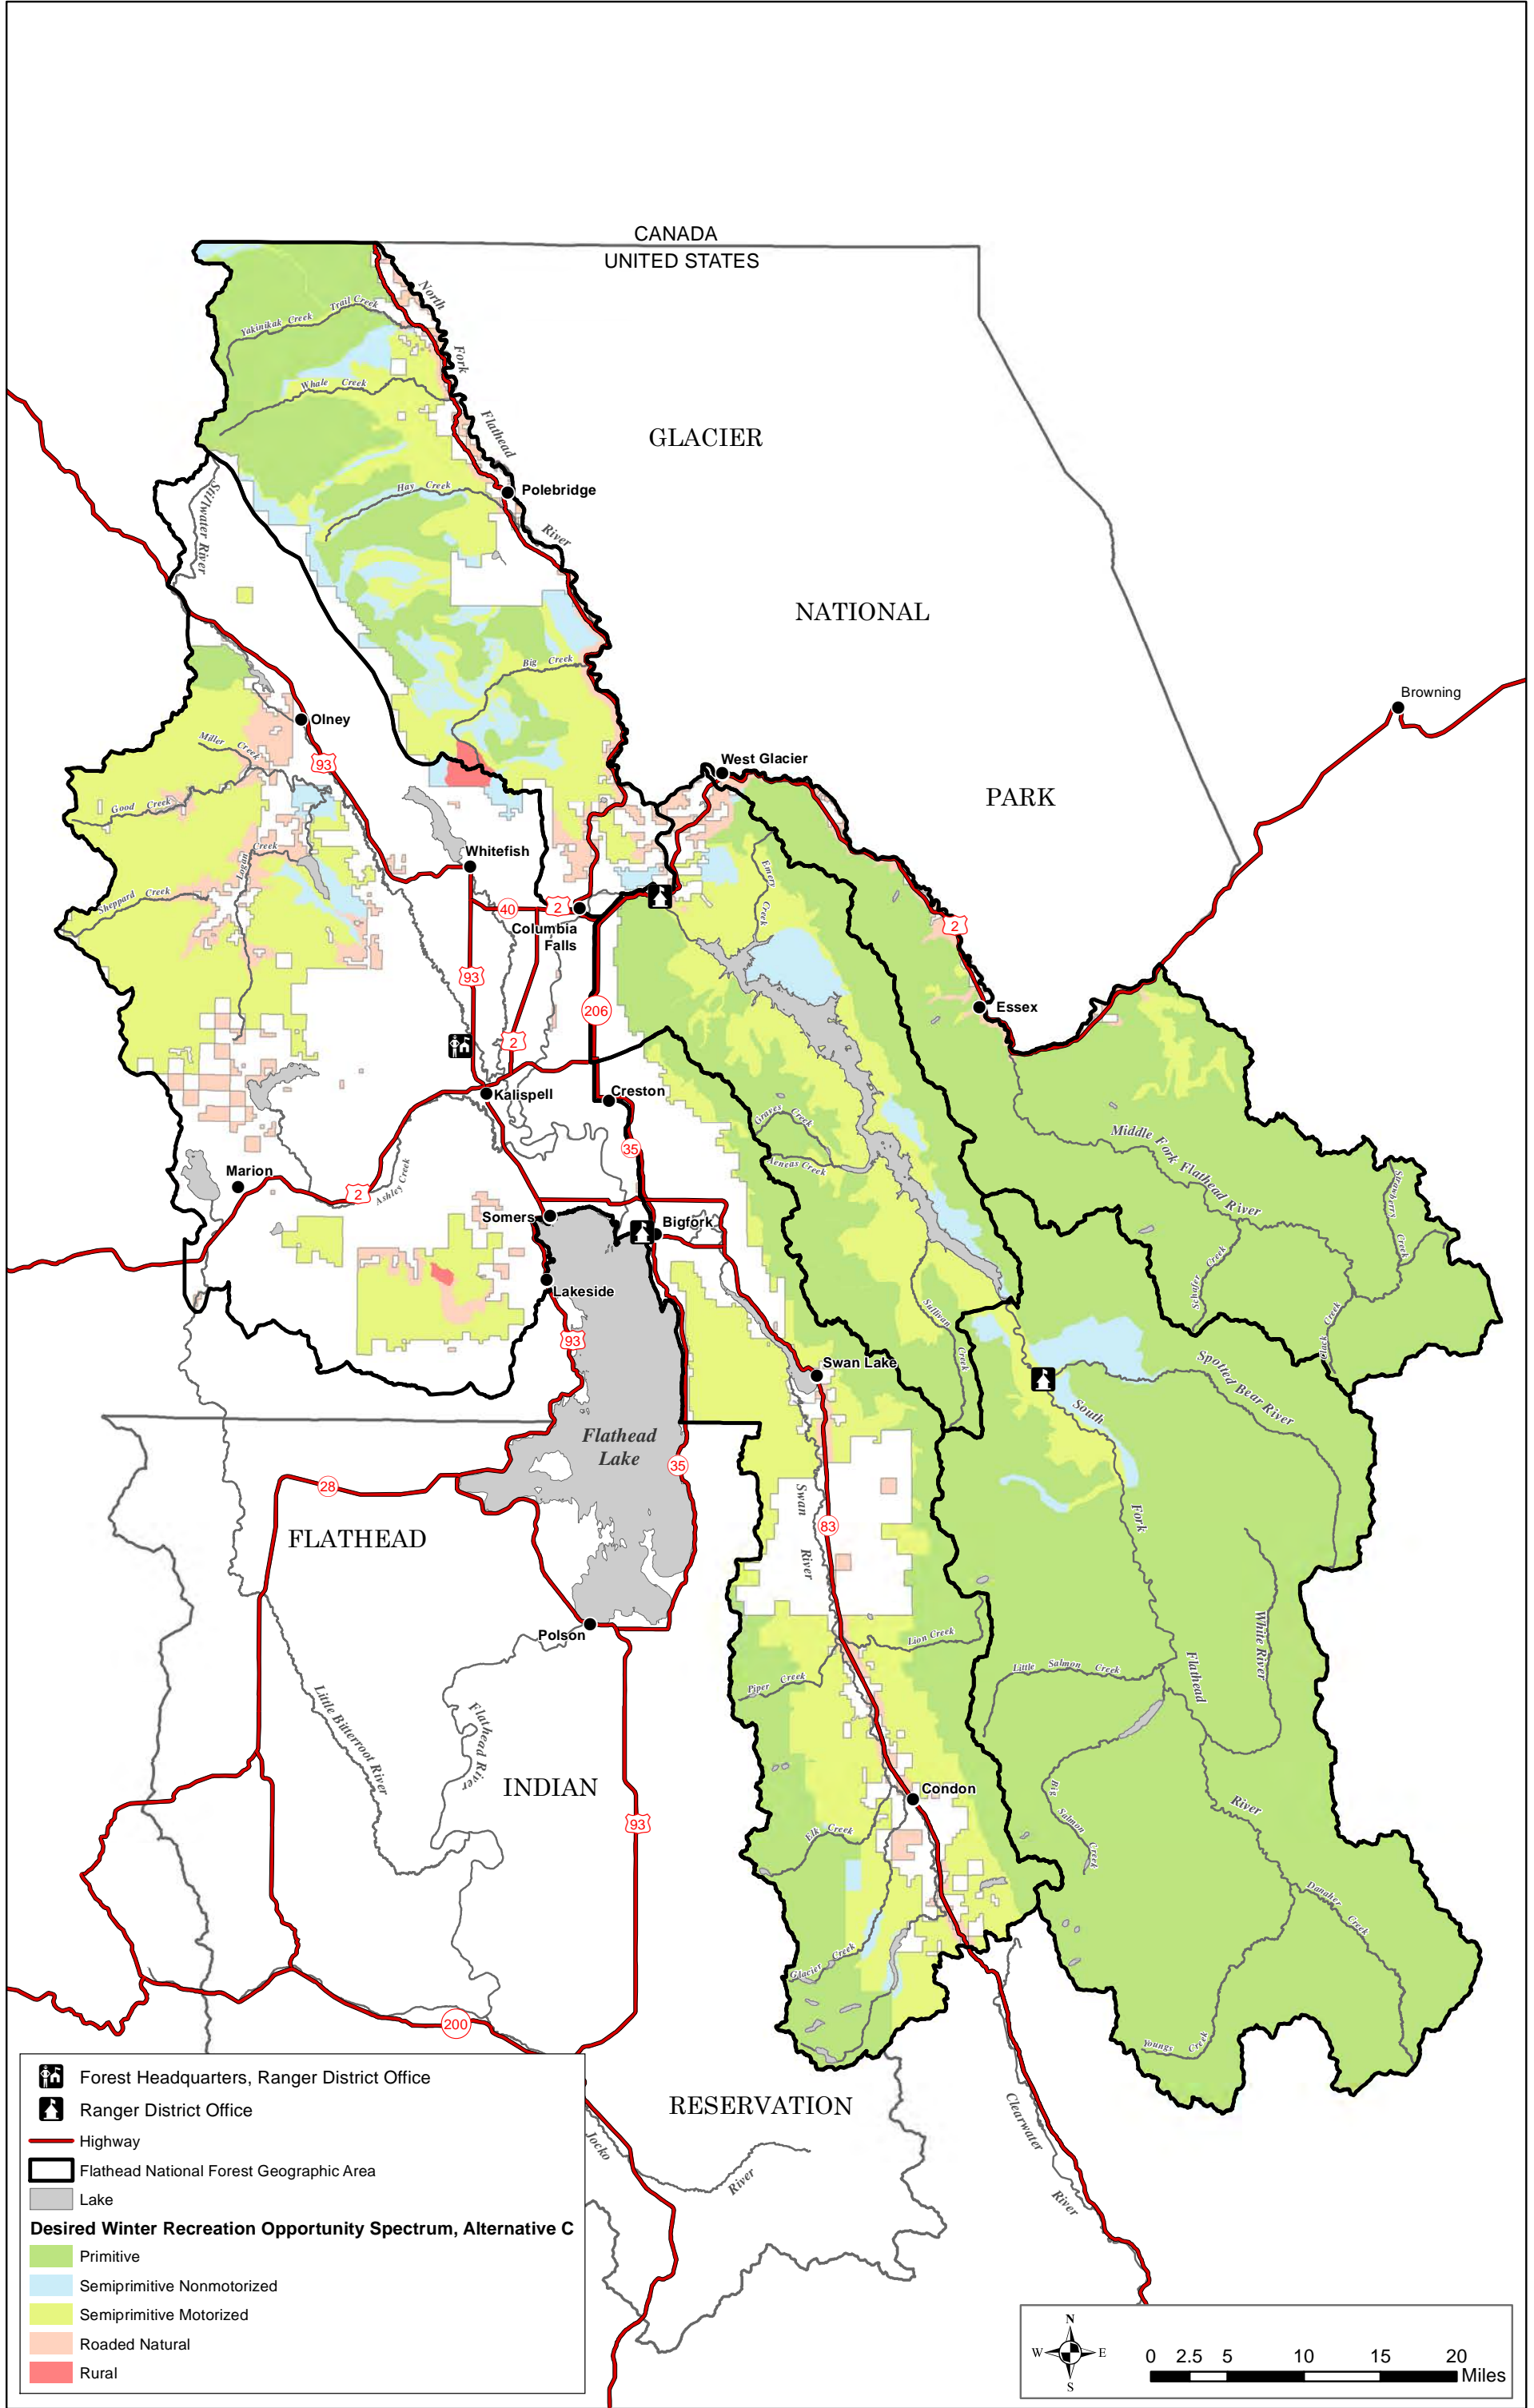 CANADA
UNITED STATES
North
Fork
Flathead
River
Yakinikak Creek
Trail Creek
Whale Creek
GLACIER
Hay Creek
Polebridge
Stillwater River
NATIONAL
Big Creek
Browning
Olney
Miller Creek
93
West Glacier
PARK
Good Creek
Whitefish
Logan Creek
Emery Creek
Sheppard Creek
40
2
Columbia
Falls
2
93
206
Essex
2
Kalispell
Creston
Graves Creek
35
Aeneas Creek
Middle Fork Flathead River
Strawberry Creek
Marion
2
Ashley Creek
Somers
Bigfork
Schafer Creek
Lakeside
Sullivan Creek
Clack Creek
93
Swan Lake
Spotted Bear River
South
Fork
Flathead
River
Flathead
Lake
35
28
Swan
River
83
FLATHEAD
Polson
Lion Creek
White River
Little Salmon Creek
Piper Creek
Little Bitterroot River
Flathead River
INDIAN
Condon
Big Salmon Creek
93
Elk Creek
Danaher Creek
Glacier Creek
200
Youngs Creek
RESERVATION
Clearwater
River
Jocko
River
Forest Headquarters, Ranger District Office
Ranger District Office
Highway
Flathead National Forest Geographic Area
Lake
Desired Winter Recreation Opportunity Spectrum, Alternative C
Primitive
Semiprimitive Nonmotorized
Semiprimitive Motorized
Roaded Natural
Rural
N
W E
S
0 2.5 5 10 15 20
Miles